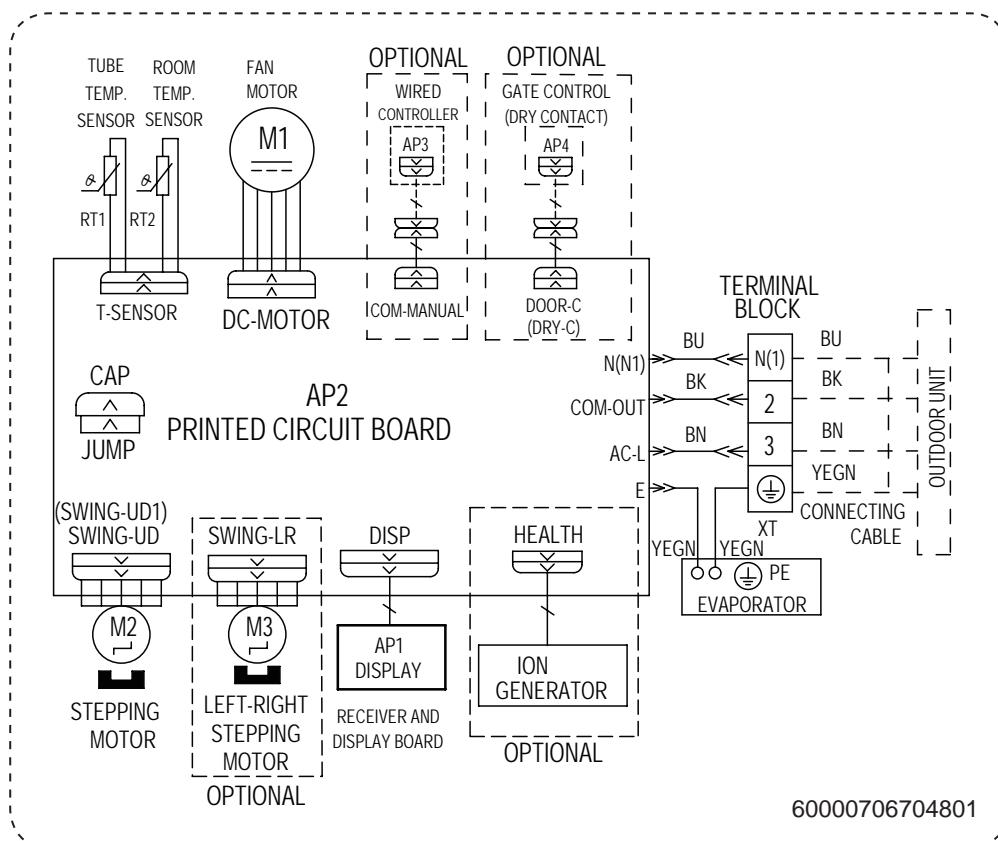 TUBE
TEMP.
SENSOR
ROOM
TEMP.
SENSOR
FAN
MOTOR
M1
RT1
RT2
T-SENSOR
DC-MOTOR
OPTIONAL
WIRED
CONTROLLER
AP3
COM-MANUAL
OPTIONAL
GATE CONTROL
(DRY CONTACT)
AP4
DOOR-C
(DRY-C)
CAP
JUMP
AP2
PRINTED CIRCUIT BOARD
N(N1)
COM-OUT
AC-L
E
BU
BK
BN
TERMINAL
BLOCK
N(1)
2
3
XT
BU
BK
BN
YEGN
CONNECTING
CABLE
OUTDOOR UNIT
YEGN
YEGN
PE
EVAPORATOR
(SWING-UD1)
SWING-UD
M2
STEPPING
MOTOR
SWING-LR
M3
LEFT-RIGHT
STEPPING
MOTOR
OPTIONAL
DISP
AP1
DISPLAY
RECEIVER AND
DISPLAY BOARD
HEALTH
ION
GENERATOR
OPTIONAL
60000706704801